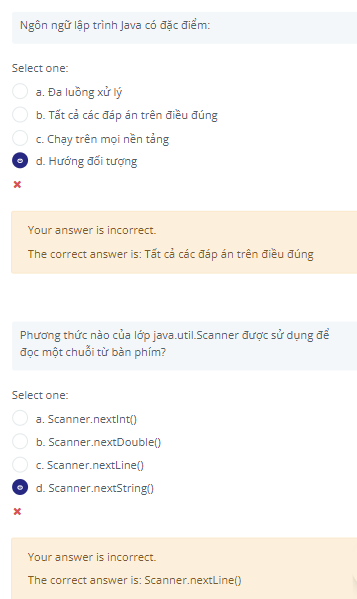 Ngôn ngữ lập trình Java có đặc điểm:
Select one:
a. Đa luồng xử lý
b. Tất cả các đáp án trên điều đúng
c. Chạy trên mọi nền tảng
d. Hướng đối tượng
Your answer is incorrect.
The correct answer is: Tất cả các đáp án trên điều đúng
Phương thức nào của lớp java.util.Scanner được sử dụng để
đọc một chuỗi từ bàn phím?
Select one:
a. Scanner.nextInt()
b. Scanner.nextDouble()
c. Scanner.nextLine()
d. Scanner.nextString()
Your answer is incorrect.
The correct answer is: Scanner.nextLine()